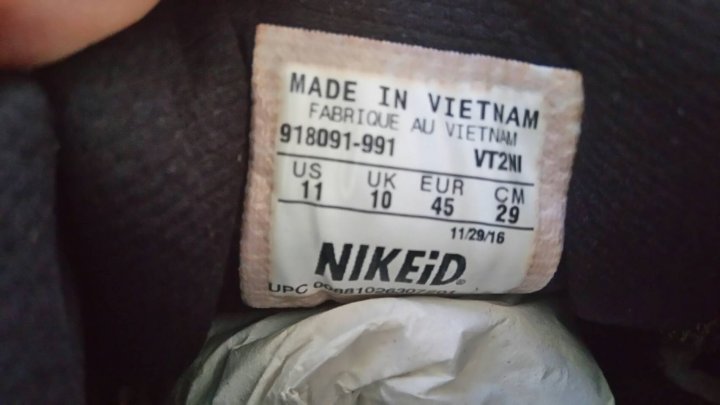 MADE IN VIETNAM
FABRIQUE AU VIETNAM
918091-991 VT2NI
US UK EUR CM
11 10 45 29
11/29/16
NIKEiD®
UPC